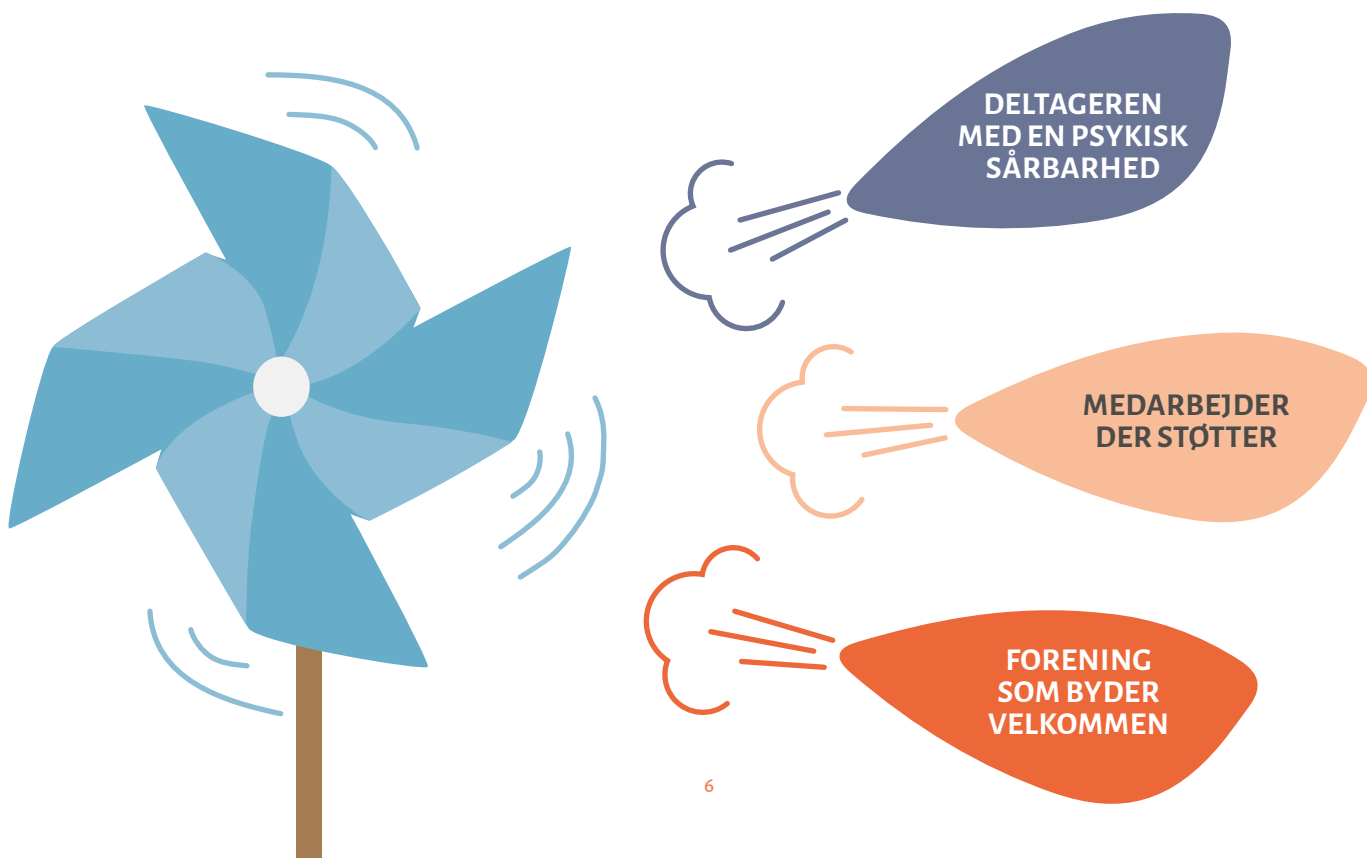 DELTAGEREN
MED EN PSYKISK
SÅRBARHED
MEDARBEJDER
DER STØTTER
FORENING
SOM BYDER
VELKOMMEN
6